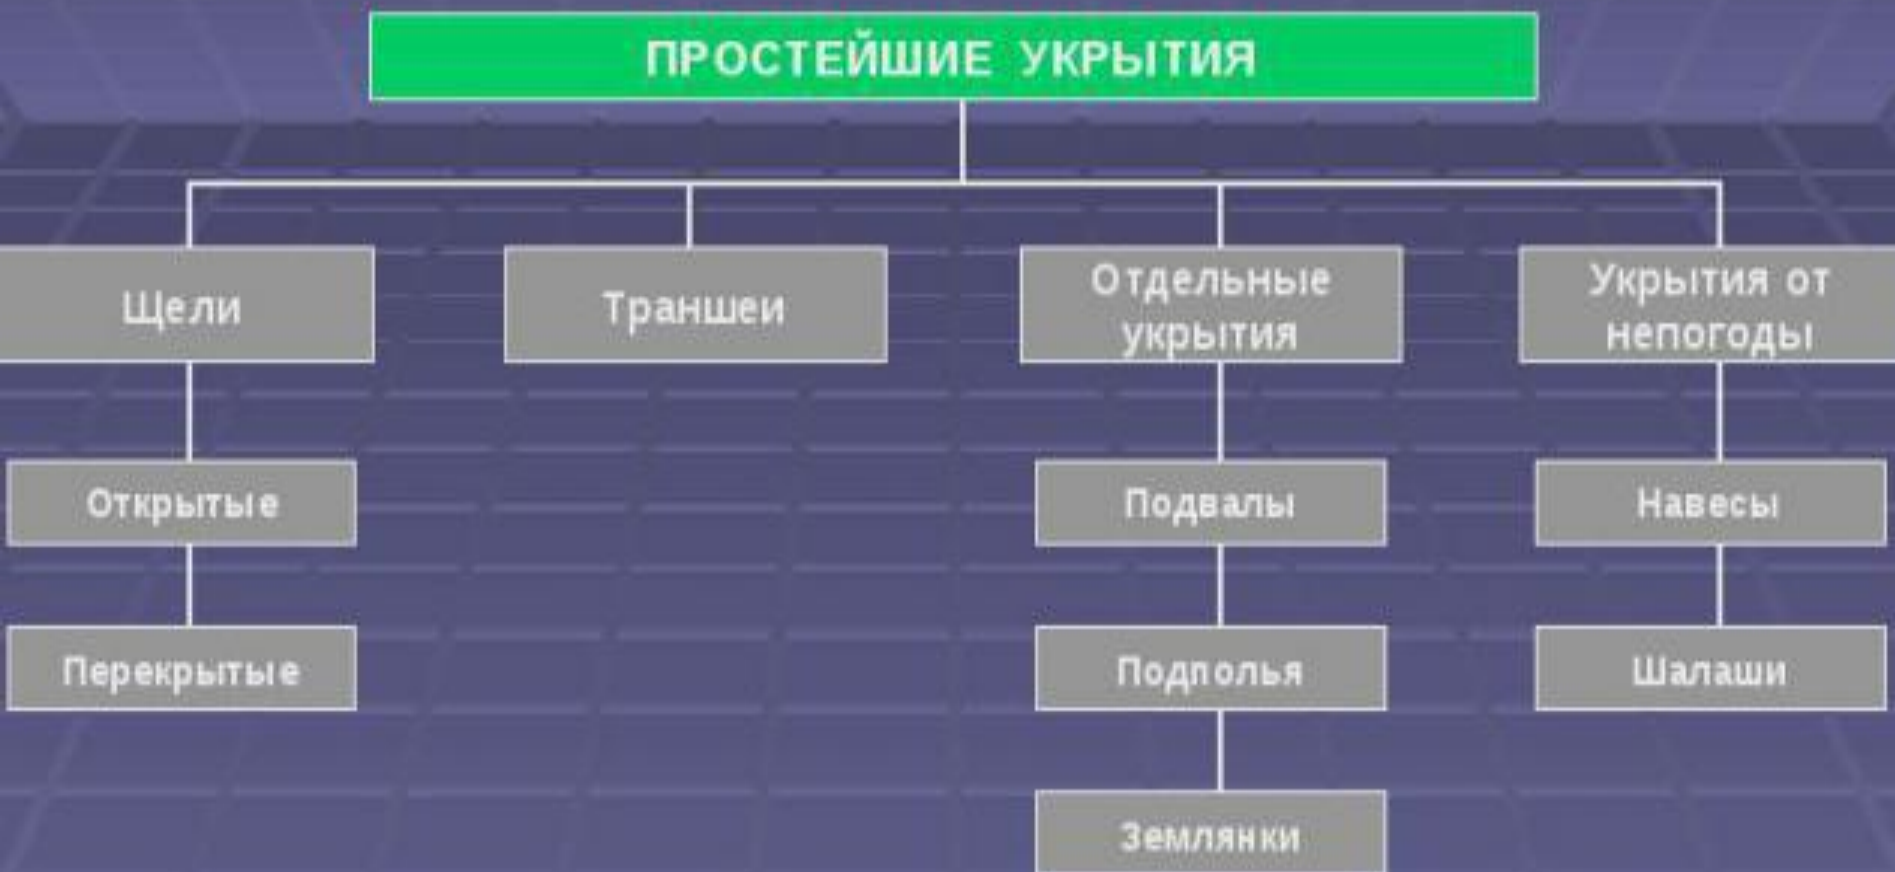 ПРОСТЕЙШИЕ УКРЫТИЯ
Щели
Траншеи
Отдельные
укрытия
Укрытия от
непогоды
Открытые
Подвалы
Навесы
Перекрытые
Подполья
Шалаши
Землянки